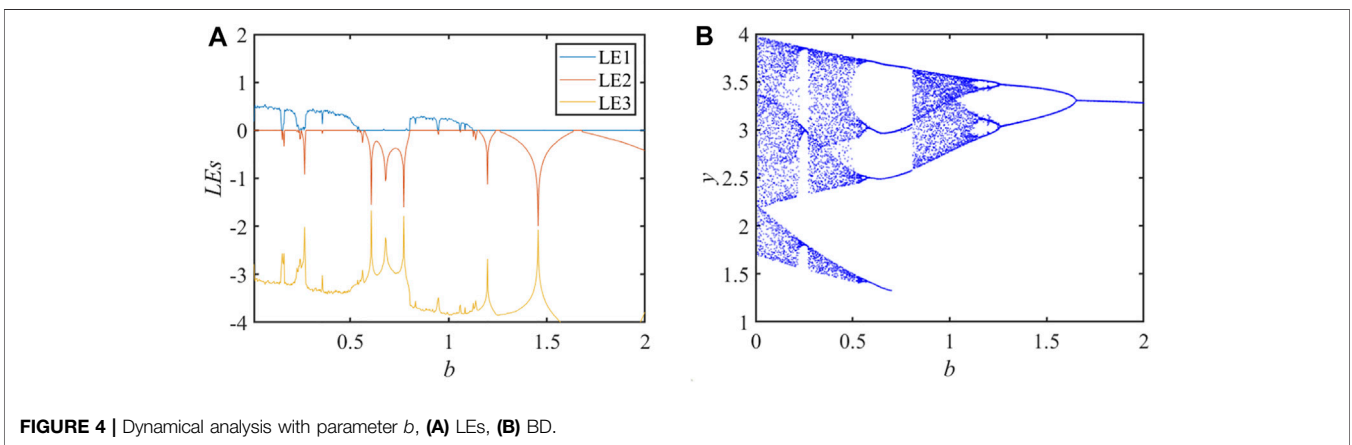 A
2
1
0
-1
-2
-3
-4
LEs
0.5
1
1.5
2
b
LE1
LE2
LE3
B
4
3.5
3
2.5
2
1.5
1
y
0
0.5
1
1.5
2
b
FIGURE 4 | Dynamical analysis with parameter b, (A) LEs, (B) BD.